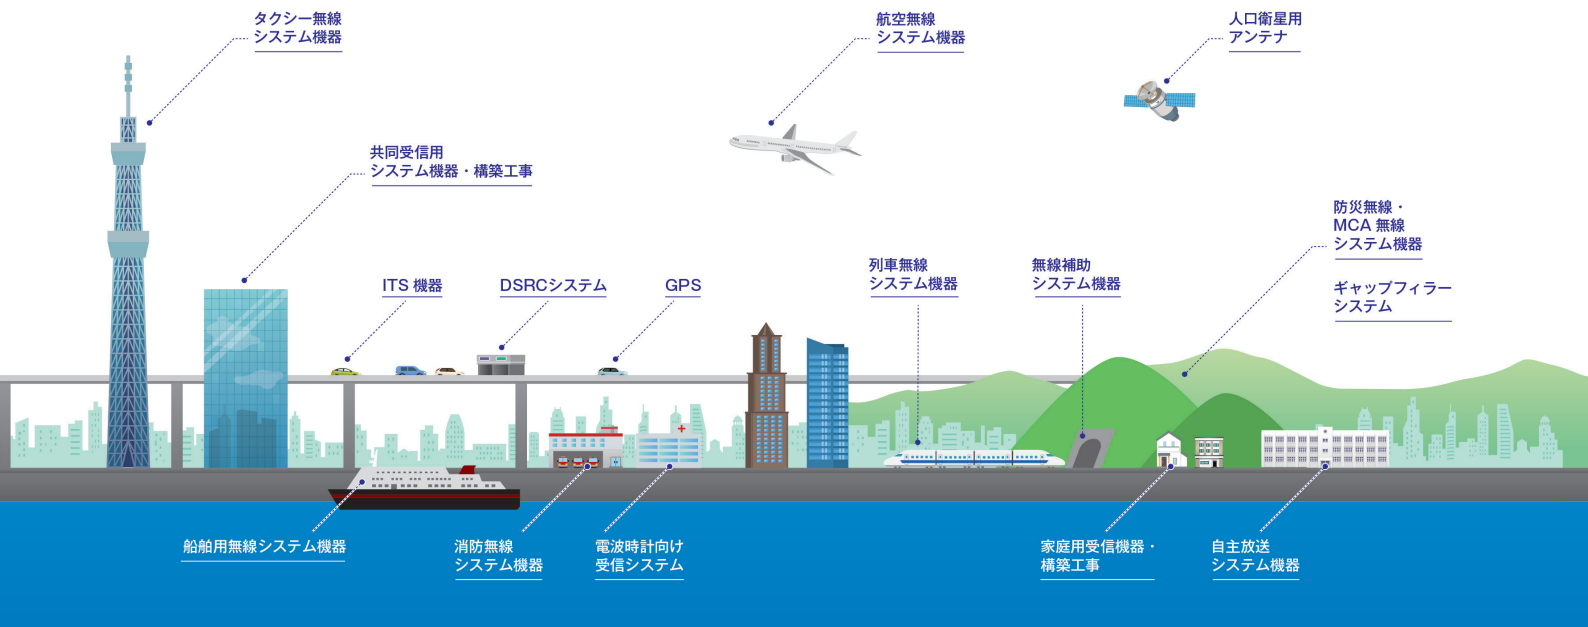 タクシー無線
システム機器
航空無線
システム機器
人口衛星用
アンテナ
共同受信用
システム機器・構築工事
防災無線・
MCA 無線
システム機器
ギャップフィラー
システム
ITS 機器
DSRCシステム
GPS
列車無線
システム機器
無線補助
システム機器
船舶用無線システム機器
消防無線
システム機器
電波時計向け
受信システム
家庭用受信機器・
構築工事
自主放送
システム機器